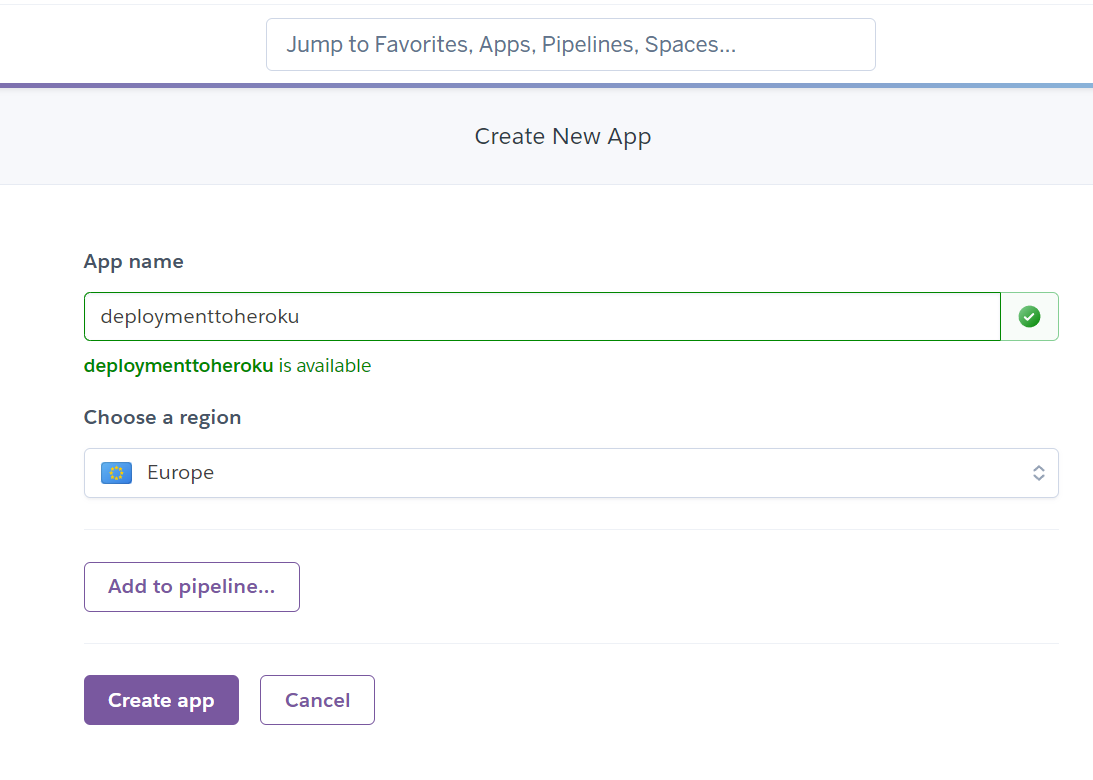 Jump to Favorites, Apps, Pipelines, Spaces...
Create New App
App name
deploymenttoheroku
deploymenttoheroku is available
Choose a region
Europe
Add to pipeline...
Create app
Cancel